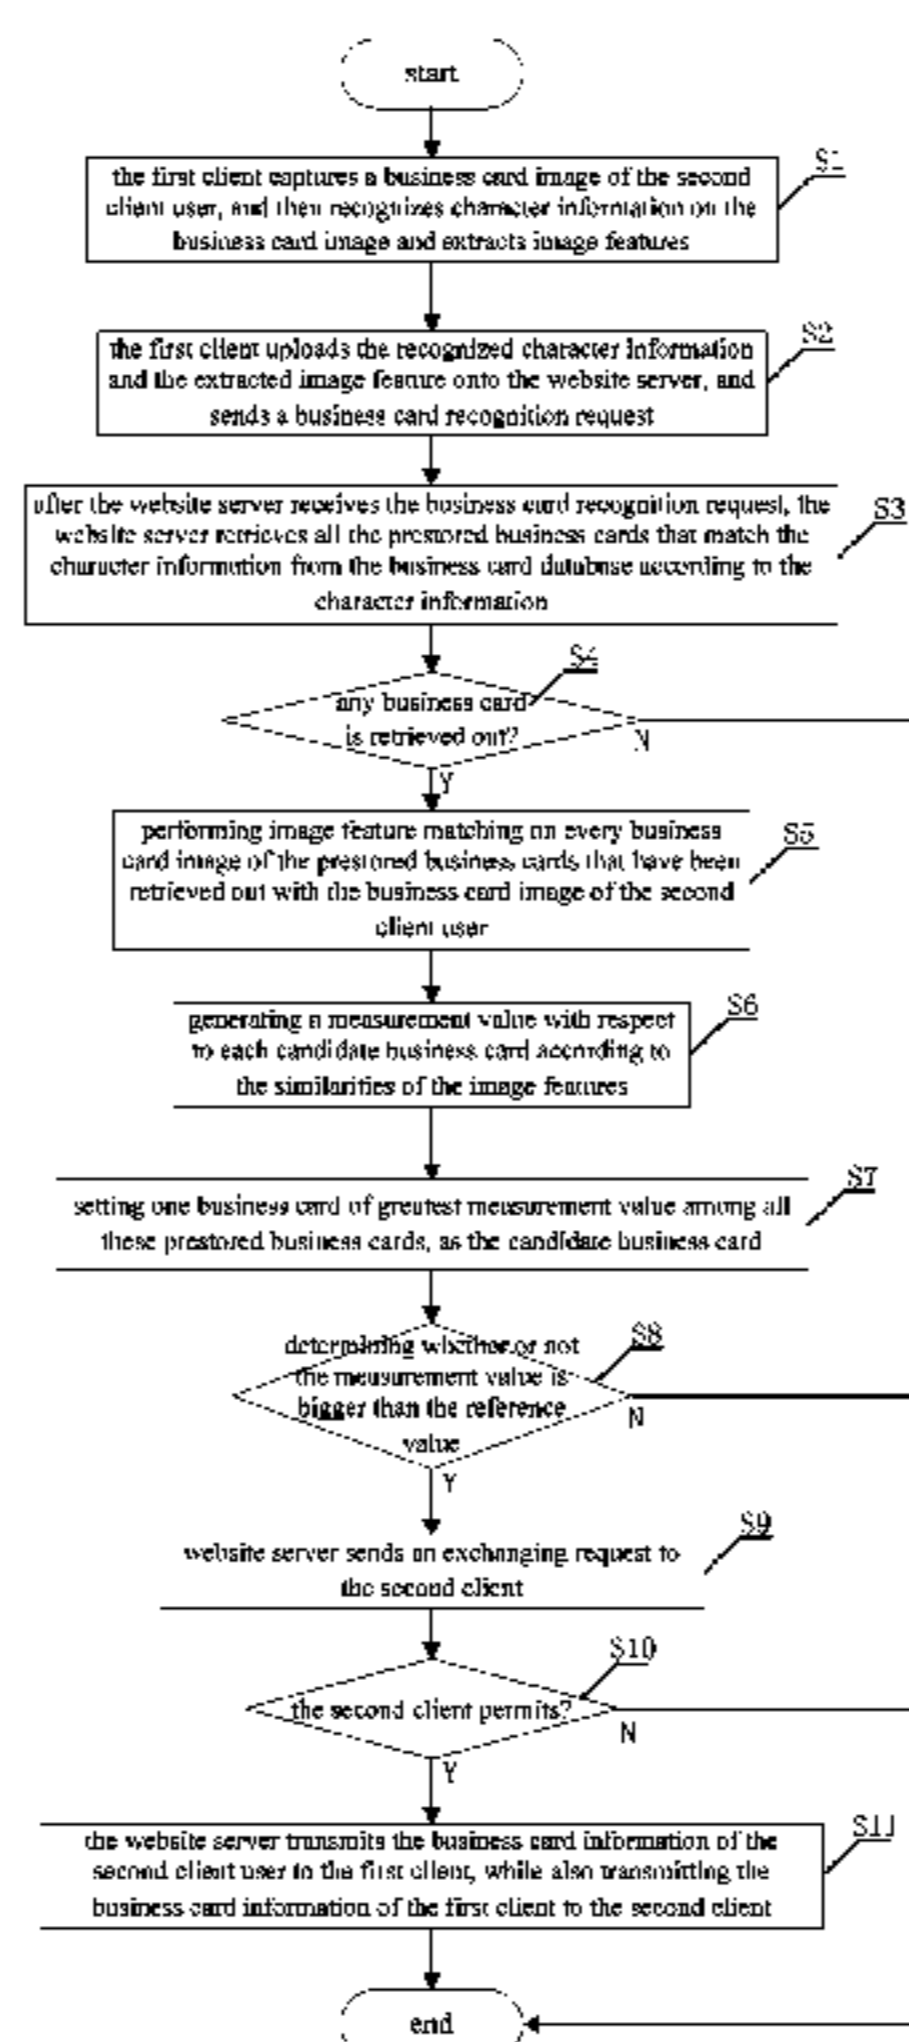 start
S1
the first client captures a business card image of the second
client user, and then recognizes character information on the
business card image and extracts image features
S2
the first client uploads the recognized character information
and the extracted image feature onto the website server, and
sends a business card recognition request
S3
after the website server receives the business card recognition request, the
website server retrieves all the prestored business cards that match the
character information from the business card database according to the
character information
S4
any business card
is retrieved out?
N
Y
S5
performing image feature matching on every business
card image of the prestored business cards that have been
retrieved out with the business card image of the second
client user
S6
generating a measurement value with respect
to each candidate business card according to
the similarities of the image features
S7
setting one business card of greatest measurement value among all
these prestored business cards, as the candidate business card
S8
determining whether or not
the measurement value is
bigger than the reference
value
N
Y
S9
website server sends an exchanging request to
the second client
S10
the second client permits?
N
Y
S11
the website server transmits the business card information of the
second client user to the first client, while also transmitting the
business card information of the first client to the second client
end